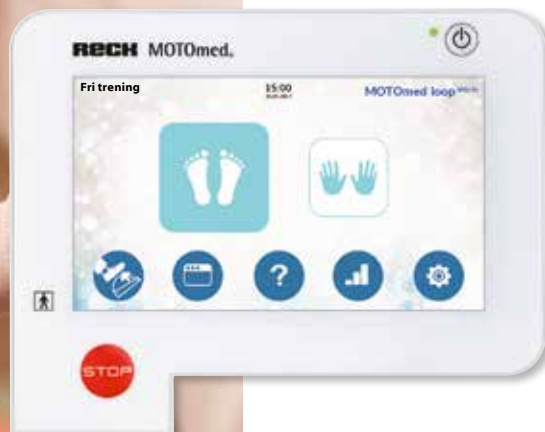 RECK MOTOmed.
Fri trening
15:00
MOTOmed loop
?
STOP